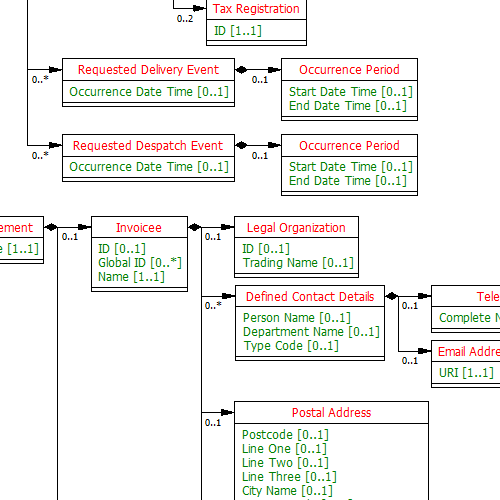 Tax Registration
0..2
ID [1..1]
Requested Delivery Event
Occurrence Period
0..*
0..1
Occurrence Date Time [0..1]
Start Date Time [0..1]
End Date Time [0..1]
Requested Despatch Event
Occurrence Period
0..*
0..1
Occurrence Date Time [0..1]
Start Date Time [0..1]
End Date Time [0..1]
ement
Invoicee
Legal Organization
0..1
0..1
e [1..1]
ID [0..1]
Global ID [0..*]
Name [1..1]
ID [0..1]
Trading Name [0..1]
Defined Contact Details
Tele
0..*
0..1
Person Name [0..1]
Department Name [0..1]
Type Code [0..1]
Complete N
Email Addre
0..1
URI [1..1]
Postal Address
0..1
Postcode [0..1]
Line One [0..1]
Line Two [0..1]
Line Three [0..1]
City Name [0..1]